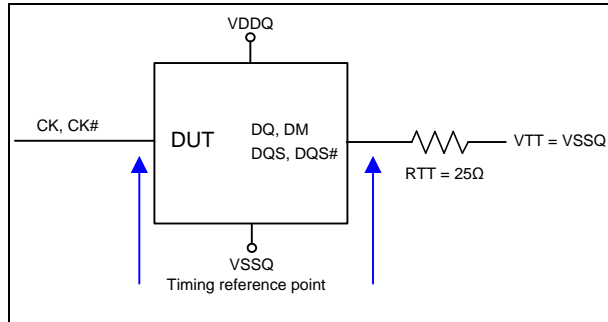 VDDQ
CK, CK#
DUT
DQ, DM
DQS, DQS#
VTT = VSSQ
RTT = 25Ω
VSSQ
Timing reference point